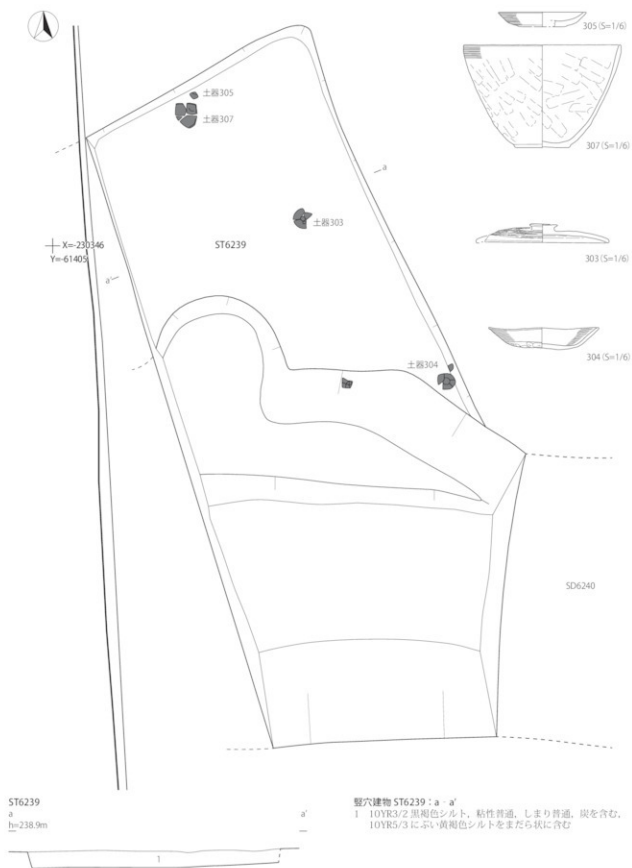 305(S=1/6)
土器305
土器307
307(S=1/6)
a
土器303
X=-230346
ST6239
Y=-61405
303(S=1/6)
a'
304(S=1/6)
土器304
SD6240
ST6239
a
a'
h=238.9m
1
竪穴建物 ST6239:a - a'
1 10YR3/2 黒褐色シルト, 粘性普通, しまり普通, 炭を含む,
10YR5/3 にぶい黄褐色シルトをまだら状に含む